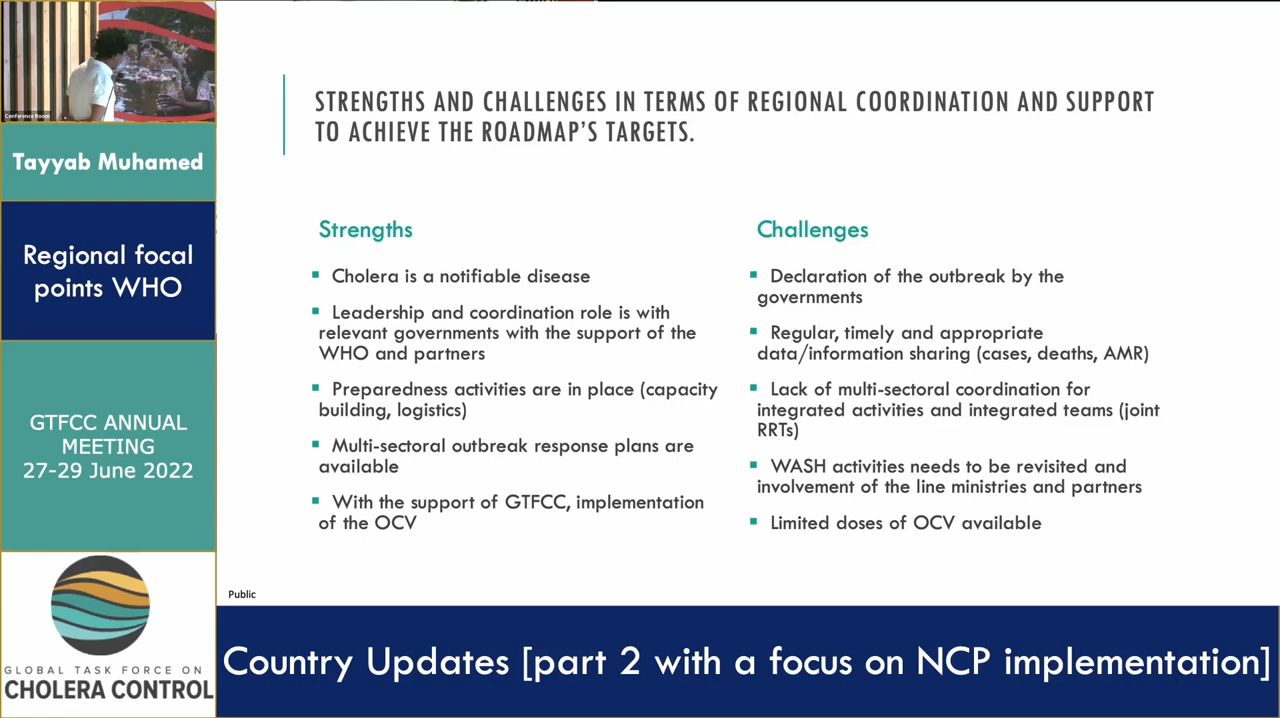 Conference Room
Tayyab Muhamed
Regional focal
points WHO
GTFCC ANNUAL
MEETING
27-29 June 2022
GLOBAL TASK FORCE ON
CHOLERA CONTROL
STRENGTHS AND CHALLENGES IN TERMS OF REGIONAL COORDINATION AND SUPPORT
TO ACHIEVE THE ROADMAP'S TARGETS.
Strengths
▪ Cholera is a notifiable disease
▪ Leadership and coordination role is with
relevant governments with the support of the
WHO and partners
▪ Preparedness activities are in place (capacity
building, logistics)
▪ Multi-sectoral outbreak response plans are
available
▪ With the support of GTFCC, implementation
of the OCV
Challenges
▪ Declaration of the outbreak by the
governments
▪ Regular, timely and appropriate
data/information sharing (cases, deaths, AMR)
▪ Lack of multi-sectoral coordination for
integrated activities and integrated teams (joint
RRTs)
▪ WASH activities needs to be revisited and
involvement of the line ministries and partners
▪ Limited doses of OCV available
Public
Country Updates [part 2 with a focus on NCP implementation]